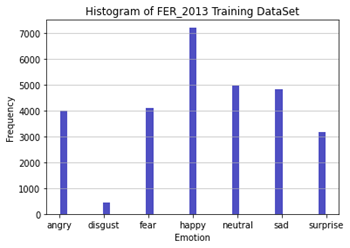 Histogram of FER_2013 Training DataSet
7000
6000
5000
4000
3000
2000
1000
0
Frequency
angry disgust fear happy neutral sad surprise
Emotion